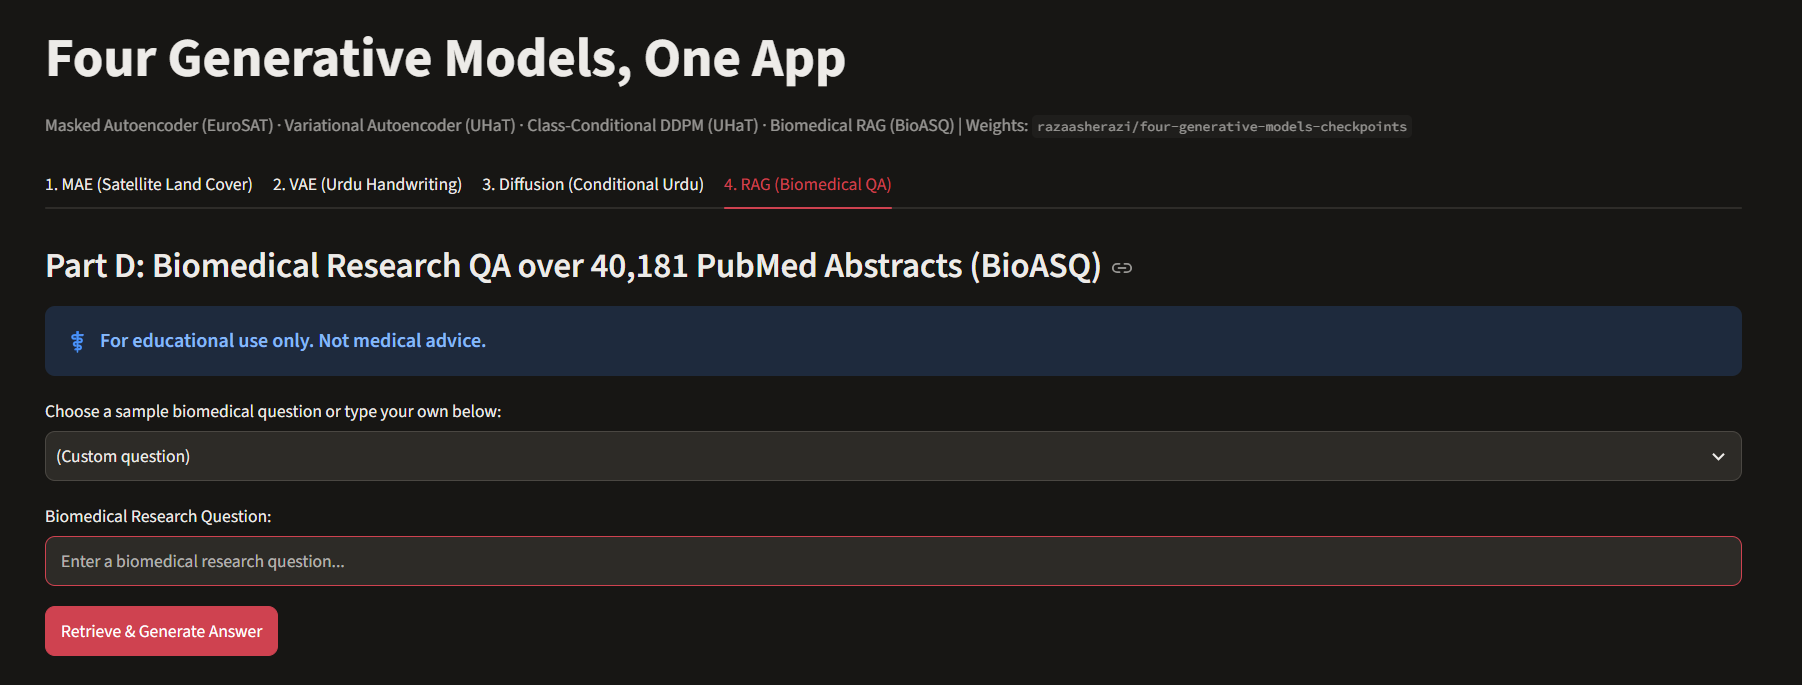 Four Generative Models, One App
Masked Autoencoder (EuroSAT) · Variational Autoencoder (UHaT) · Class-Conditional DDPM (UHaT) · Biomedical RAG (BioASQ) | Weights: razaasherazi/four-generative-models-checkpoints
1. MAE (Satellite Land Cover) 2. VAE (Urdu Handwriting) 3. Diffusion (Conditional Urdu) 4. RAG (Biomedical QA)
Part D: Biomedical Research QA over 40,181 PubMed Abstracts (BioASQ)
For educational use only. Not medical advice.
Choose a sample biomedical question or type your own below:
(Custom question)
Biomedical Research Question:
Enter a biomedical research question...
Retrieve & Generate Answer